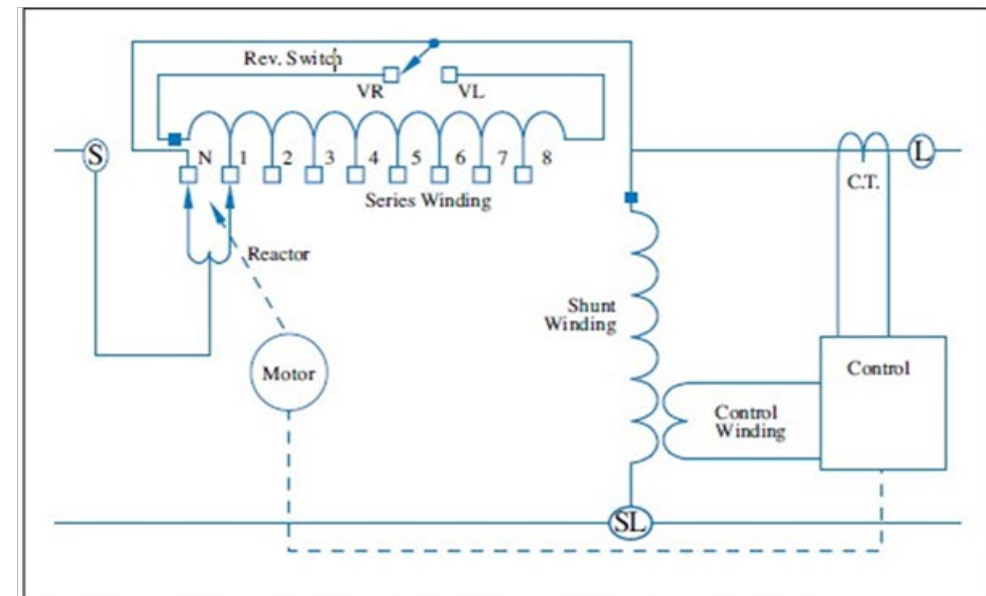 Rev. Switch
VR
VL
S
N 1 2 3 4 5 6 7 8
L
C.T.
Series Winding
Reactor
Shunt
Winding
Motor
Control
Control
Winding
SL